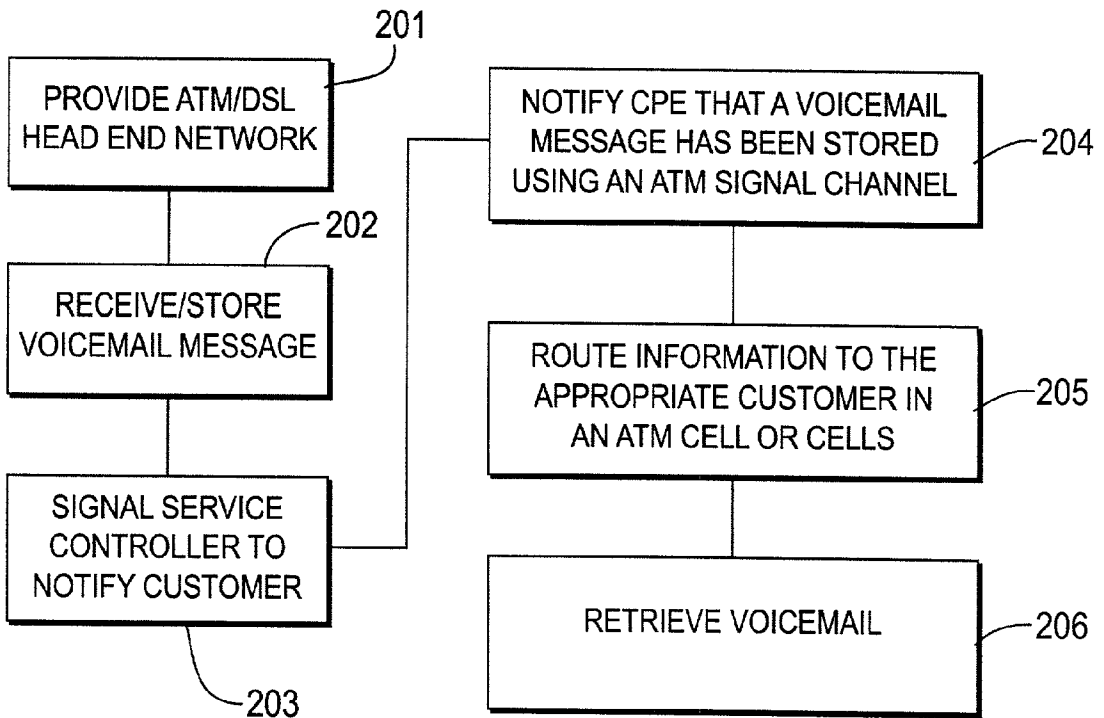 201
PROVIDE ATM/DSL
HEAD END NETWORK
202
RECEIVE/STORE
VOICEMAIL MESSAGE
SIGNAL SERVICE
CONTROLLER TO
NOTIFY CUSTOMER
203
NOTIFY CPE THAT A VOICEMAIL
MESSAGE HAS BEEN STORED
USING AN ATM SIGNAL CHANNEL
204
ROUTE INFORMATION TO THE
APPROPRIATE CUSTOMER IN
AN ATM CELL OR CELLS
205
RETRIEVE VOICEMAIL
206